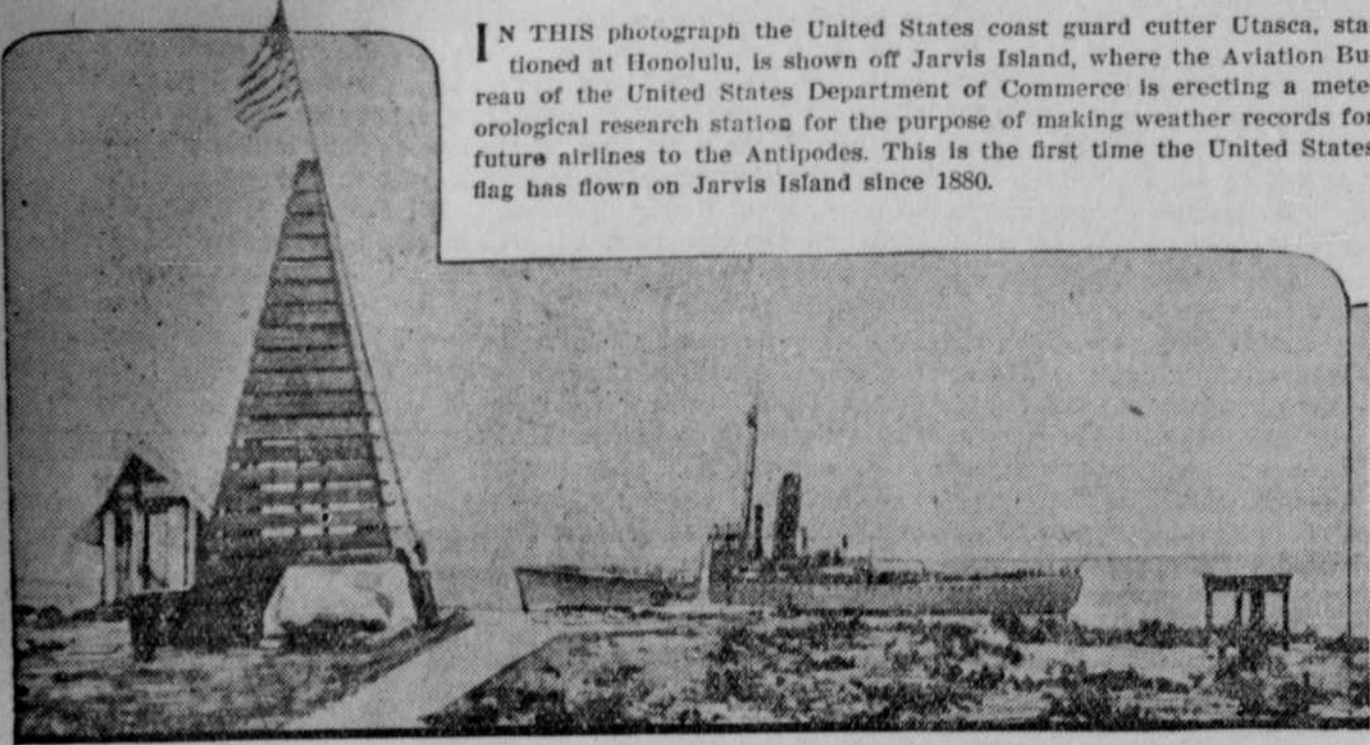 IN THIS photograph the United States coast guard cutter Utasca, sta-
tioned at Honolulu, is shown off Jarvis Island, where the Aviation Bu-
reau of the United States Department of Commerce is erecting a mete
orological research station for the purpose of making weather records for
future airlines to the Antipodes. This is the first time the United States
flag has flown on Jarvis Island since 1880.